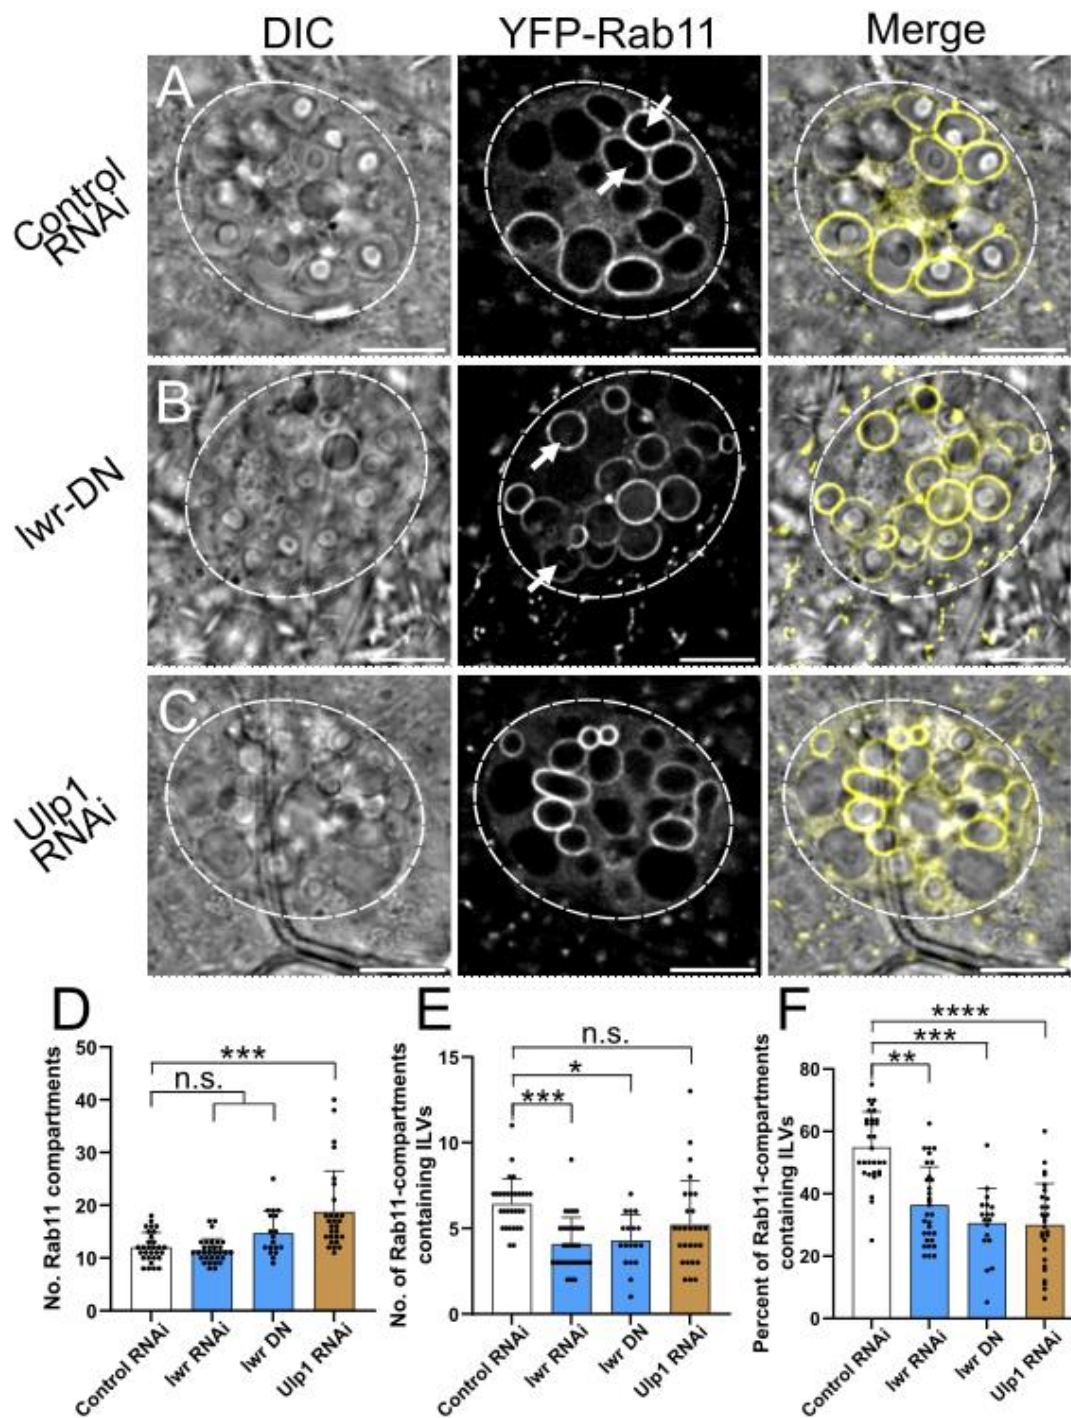 DIC YFP-Rab11 Merge
A
Control
RNAi
B
lwr-DN
C
Ulp1
RNAi
D
No. Rab11 compartments
50
40
30
20
10
0
n.s.
***
Control RNAi
lwr RNAi
lwr DN
Ulp1 RNAi
E
No. of Rab11-compartments
containing ILVs
15
10
5
0
n.s.
*
***
Control RNAi
lwr RNAi
lwr DN
Ulp1 RNAi
F
Percent of Rab11-compartments
containing ILVs
80
60
40
20
0
****
***
**
Control RNAi
lwr RNAi
lwr DN
Ulp1 RNAi